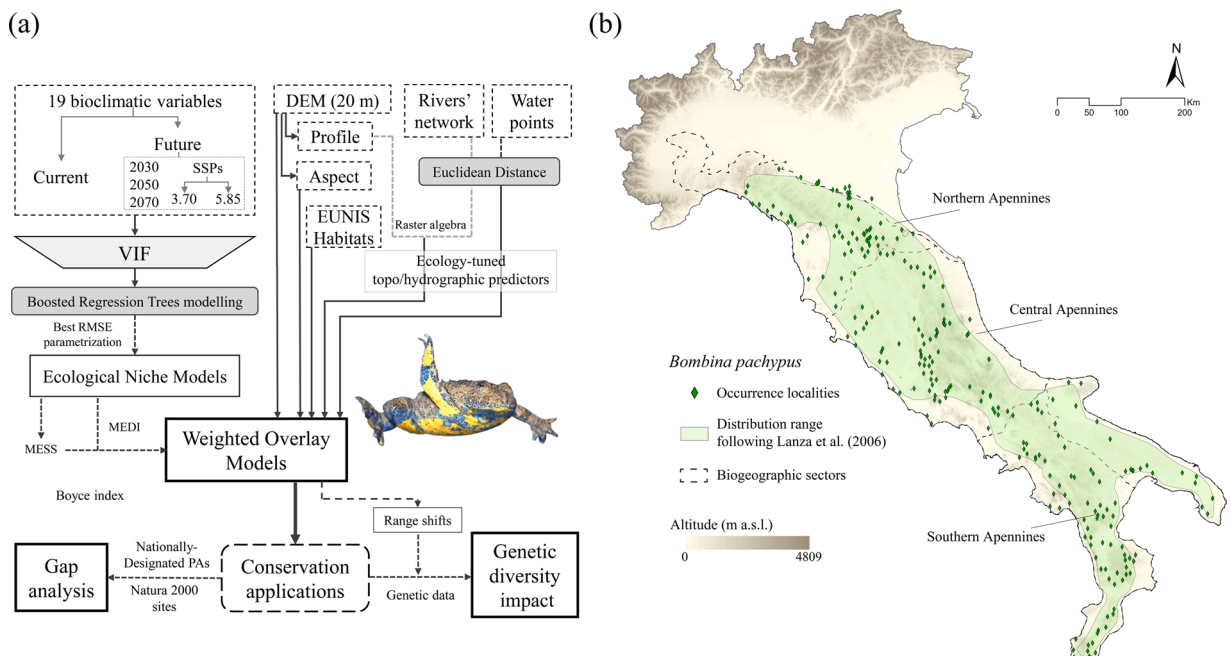 (a)
19 bioclimatic variables
Current
Future
2030
2050
2070
SSPs
3.70 5.85
VIF
Boosted Regression Trees modelling
Best RMSE
parametrization
Ecological Niche Models
MESS
MEDI
Boyce index
DEM (20 m)
Profile
Aspect
EUNIS
Habitats
Rivers'
network
Water
points
Euclidean Distance
Raster algebra
Ecology-tuned
topo/hydrographic predictors
Weighted Overlay
Models
Range shifts
Conservation
applications
Nationally-
Designated PAs
Natura 2000
sites
Gap
analysis
Genetic data
Genetic
diversity
impact
(b)
N
0 50 100 200 Km
Northern Apennines
Central Apennines
Southern Apennines
Bombina pachypus
Occurrence localities
Distribution range
following Lanza et al. (2006)
Biogeographic sectors
Altitude (m a.s.l.)
0 4809